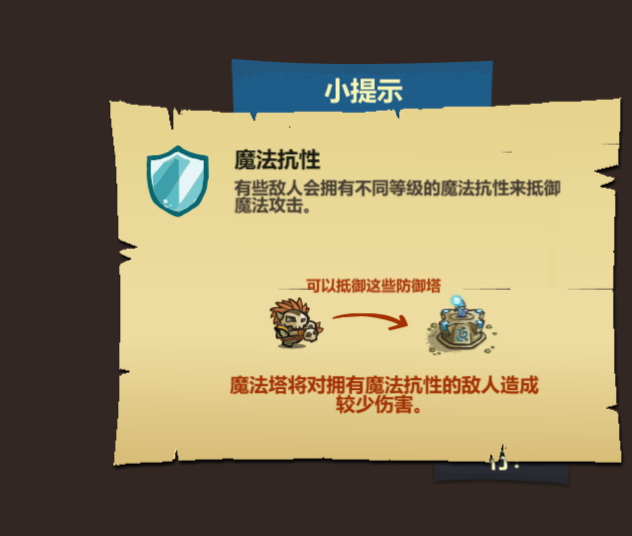 小提示
魔法抗性
有些敌人会拥有不同等级的魔法抗性来抵御
魔法攻击。
可以抵御这些防御塔
魔法塔将对拥有魔法抗性的敌人造成
较少伤害。